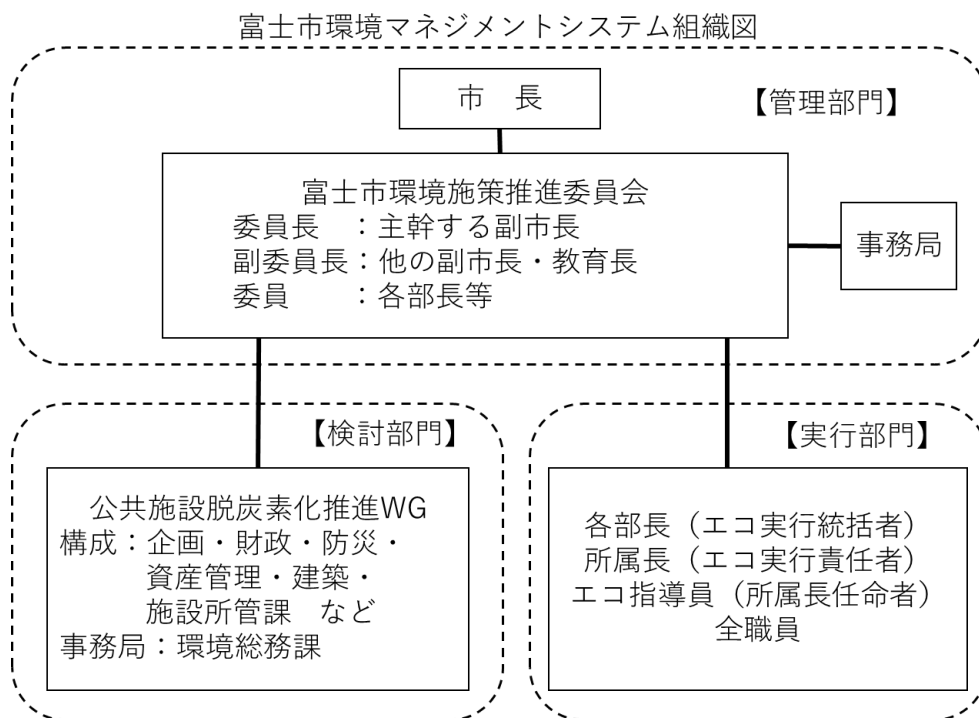 富士市環境マネジメントシステム組織図
市　長
【管理部門】
富士市環境施策推進委員会
委員長　：主幹する副市長
副委員長：他の副市長・教育長
委員　　：各部長等
事務局
【検討部門】
公共施設脱炭素化推進WG
構成：企画・財政・防災・
資産管理・建築・
施設所管課　など
事務局：環境総務課
【実行部門】
各部長（エコ実行統括者）
所属長（エコ実行責任者）
エコ指導員（所属長任命者）
全職員